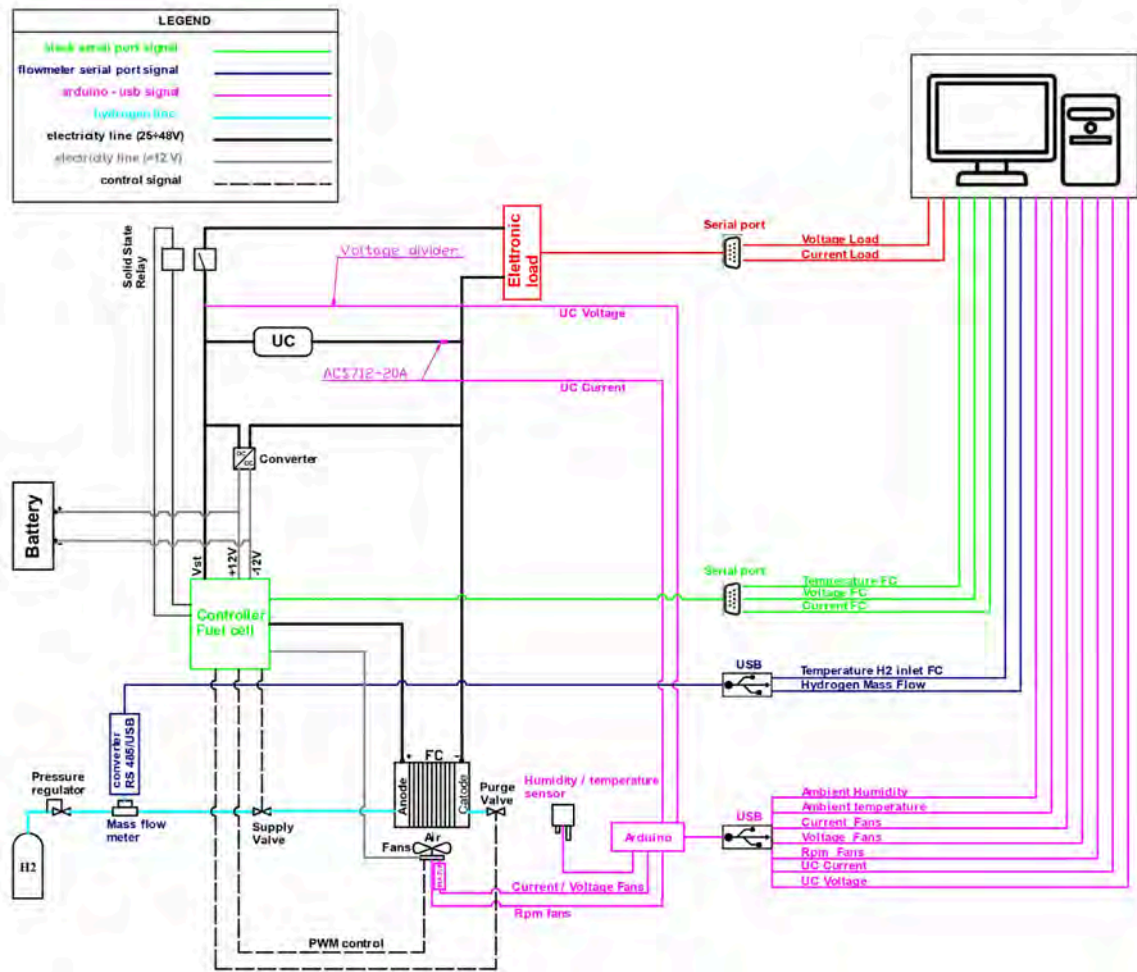 LEGEND
stack serial port signal
flowmeter serial port signal
arduino - usb signal
hydrogen line
electricity line (25÷48V)
electricity line (≈12 V)
control signal
Solid State
Relay
Voltage divider
Elettronic
load
Serial port
Voltage Load
Current Load
UC Voltage
UC
ACS712-20A
UC Current
DC
DC
Converter
Battery
+
-
Vst
+12V
-12V
Controller
Fuel cell
Serial port
Temperature FC
Voltage FC
Current FC
USB
Temperature H2 inlet FC
Hydrogen Mass Flow
converter
RS 485/USB
Pressure
regulator
Mass flow
meter
Supply
Valve
+
FC
-
Anode
Catode
Purge
Valve
Air
Fans
Humidity / temperature
sensor
Arduino
USB
Ambient Humidity
Ambient temperature
Current Fans
Voltage Fans
Rpm Fans
UC Current
UC Voltage
H2
Current / Voltage Fans
Rpm fans
PWM control